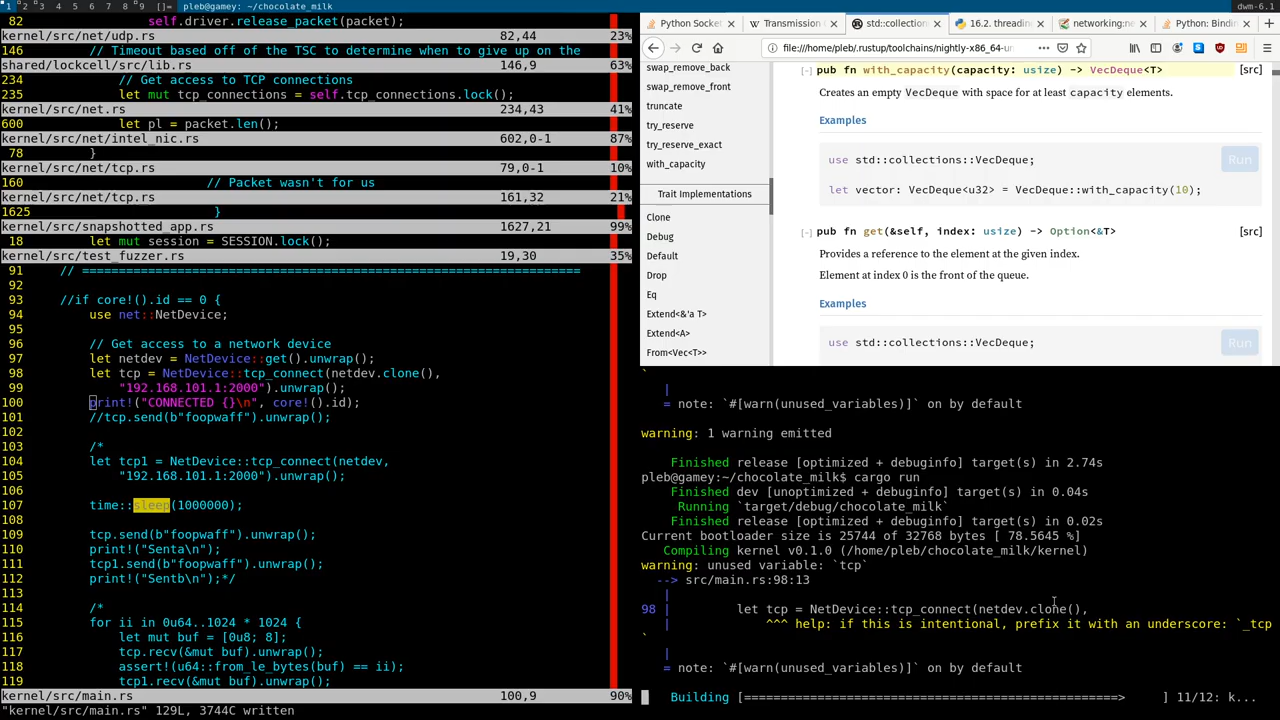 1 2 3 4 5 6 7 8 9 []= pleb@gamey: ~/chocolate_milk
dwm-6.1
82 self.driver.release_packet(packet);
kernel/src/net/udp.rs 82,44 23%
146 // Timeout based off of the TSC to determine when to give up on the
shared/lockcell/src/lib.rs 146,9 63%
234 // Get access to TCP connections
235 let mut tcp_connections = self.tcp_connections.lock();
kernel/src/net.rs 234,43 41%
600 let pl = packet.len();
kernel/src/net/intel_nic.rs 602,0-1 87%
78 }
kernel/src/net/tcp.rs 79,0-1 10%
160 // Packet wasn't for us
kernel/src/net/tcp.rs 161,32 21%
1625 }
kernel/src/snapshotted_app.rs 1627,21 99%
18 let mut session = SESSION.lock();
kernel/src/test_fuzzer.rs 19,30 35%
91 // =====================================================================
92
93 //if core!().id == 0 {
94 use net::NetDevice;
95
96 // Get access to a network device
97 let netdev = NetDevice::get().unwrap();
98 let tcp = NetDevice::tcp_connect(netdev.clone(),
99 "192.168.101.1:2000").unwrap();
100 print!("CONNECTED {}\n", core!().id);
101 //tcp.send(b"foopwaff").unwrap();
102
103 /*
104 let tcp1 = NetDevice::tcp_connect(netdev,
105 "192.168.101.1:2000").unwrap();
106
107 time::sleep(1000000);
108
109 tcp.send(b"foopwaff").unwrap();
110 print!("Senta\n");
111 tcp1.send(b"foopwaff").unwrap();
112 print!("Sentb\n");*/
113
114 /*
115 for ii in 0u64..1024 * 1024 {
116 let mut buf = [0u8; 8];
117 tcp.recv(&mut buf).unwrap();
118 assert!(u64::from_le_bytes(buf) == ii);
119 tcp1.recv(&mut buf).unwrap();
kernel/src/main.rs 100,9 90%
"kernel/src/main.rs" 129L, 3744C written
Python Socket
Transmission C
std::collection
16.2. threading
networking:ne
Python: Bindin
file:///home/pleb/.rustup/toolchains/nightly-x86_64-u
swap_remove_back
swap_remove_front
truncate
try_reserve
try_reserve_exact
with_capacity
Trait Implementations
Clone
Debug
Default
Drop
Eq
Extend<&'a T>
Extend<A>
From<Vec<T>>
[-] pub fn with_capacity(capacity: usize) -> VecDeque<T> [src]
Creates an empty VecDeque with space for at least capacity elements.
Examples
use std::collections::VecDeque;
Run
let vector: VecDeque<u32> = VecDeque::with_capacity(10);
[-] pub fn get(&self, index: usize) -> Option<&T> [src]
Provides a reference to the element at the given index.
Element at index 0 is the front of the queue.
Examples
use std::collections::VecDeque;
Run
`
|
= note: `#[warn(unused_variables)]` on by default
warning: 1 warning emitted
Finished release [optimized + debuginfo] target(s) in 2.74s
pleb@gamey:~/chocolate_milk$ cargo run
Finished dev [unoptimized + debuginfo] target(s) in 0.04s
Running `target/debug/chocolate_milk`
Finished release [optimized + debuginfo] target(s) in 0.02s
Current bootloader size is 25744 of 32768 bytes [ 78.5645 %]
Compiling kernel v0.1.0 (/home/pleb/chocolate_milk/kernel)
warning: unused variable: `tcp`
--> src/main.rs:98:13
|
98 | let tcp = NetDevice::tcp_connect(netdev.clone(),
| ^^^ help: if this is intentional, prefix it with an underscore: `_tcp
`
|
= note: `#[warn(unused_variables)]` on by default
Building [===================================================> ] 11/12: k...